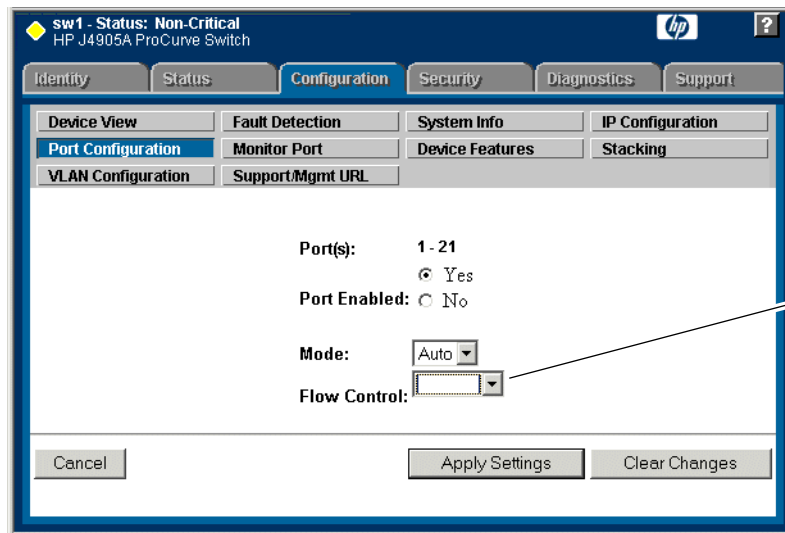 sw1 - Status: Non-Critical
HP J4905A ProCurve Switch
hp
?
Identity Status Configuration Security Diagnostics Support
Device View Fault Detection System Info IP Configuration
Port Configuration Monitor Port Device Features Stacking
VLAN Configuration Support/Mgmt URL
Port(s): 1 - 21
Yes
Port Enabled: No
Mode: Auto
Flow Control:
Cancel Apply Settings Clear Changes